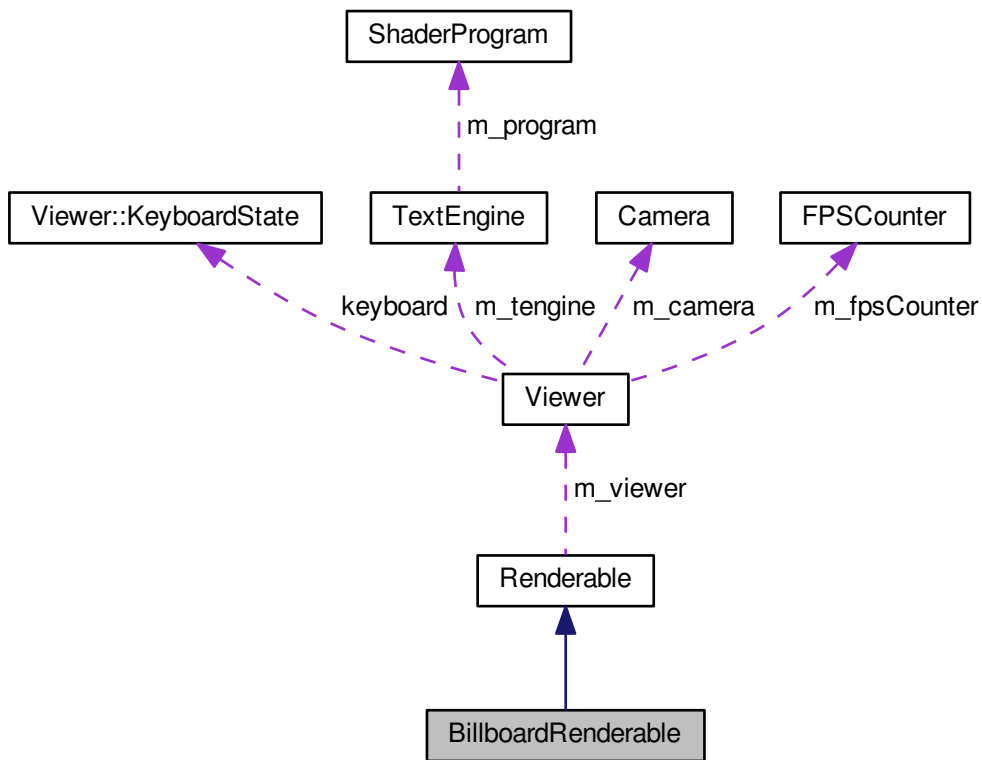 ShaderProgram
m_program
Viewer::KeyboardState
TextEngine
Camera
FPSCounter
keyboard
m_tengine
m_camera
m_fpsCounter
Viewer
m_viewer
Renderable
BillboardRenderable